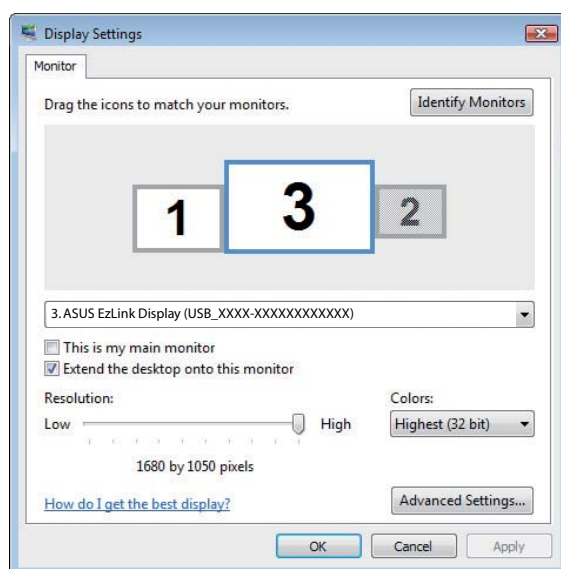 Display Settings
Monitor
Drag the icons to match your monitors.
Identify Monitors
1
3
2
3. ASUS EzLink Display (USB_XXXX-XXXXXXXXXXXXX)
This is my main monitor
Extend the desktop onto this monitor
Resolution:
Colors:
Low
High
Highest (32 bit)
1680 by 1050 pixels
How do I get the best display?
Advanced Settings...
OK
Cancel
Apply